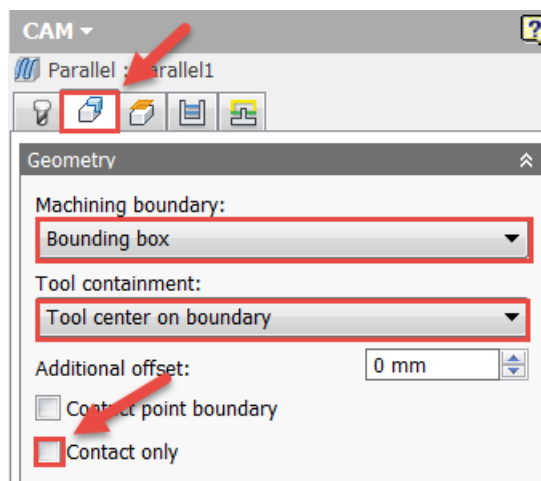 CAM
?
Parallel : Parallel1
Geometry
Machining boundary:
Bounding box
Tool containment:
Tool center on boundary
Additional offset: 0 mm
Contact point boundary
Contact only